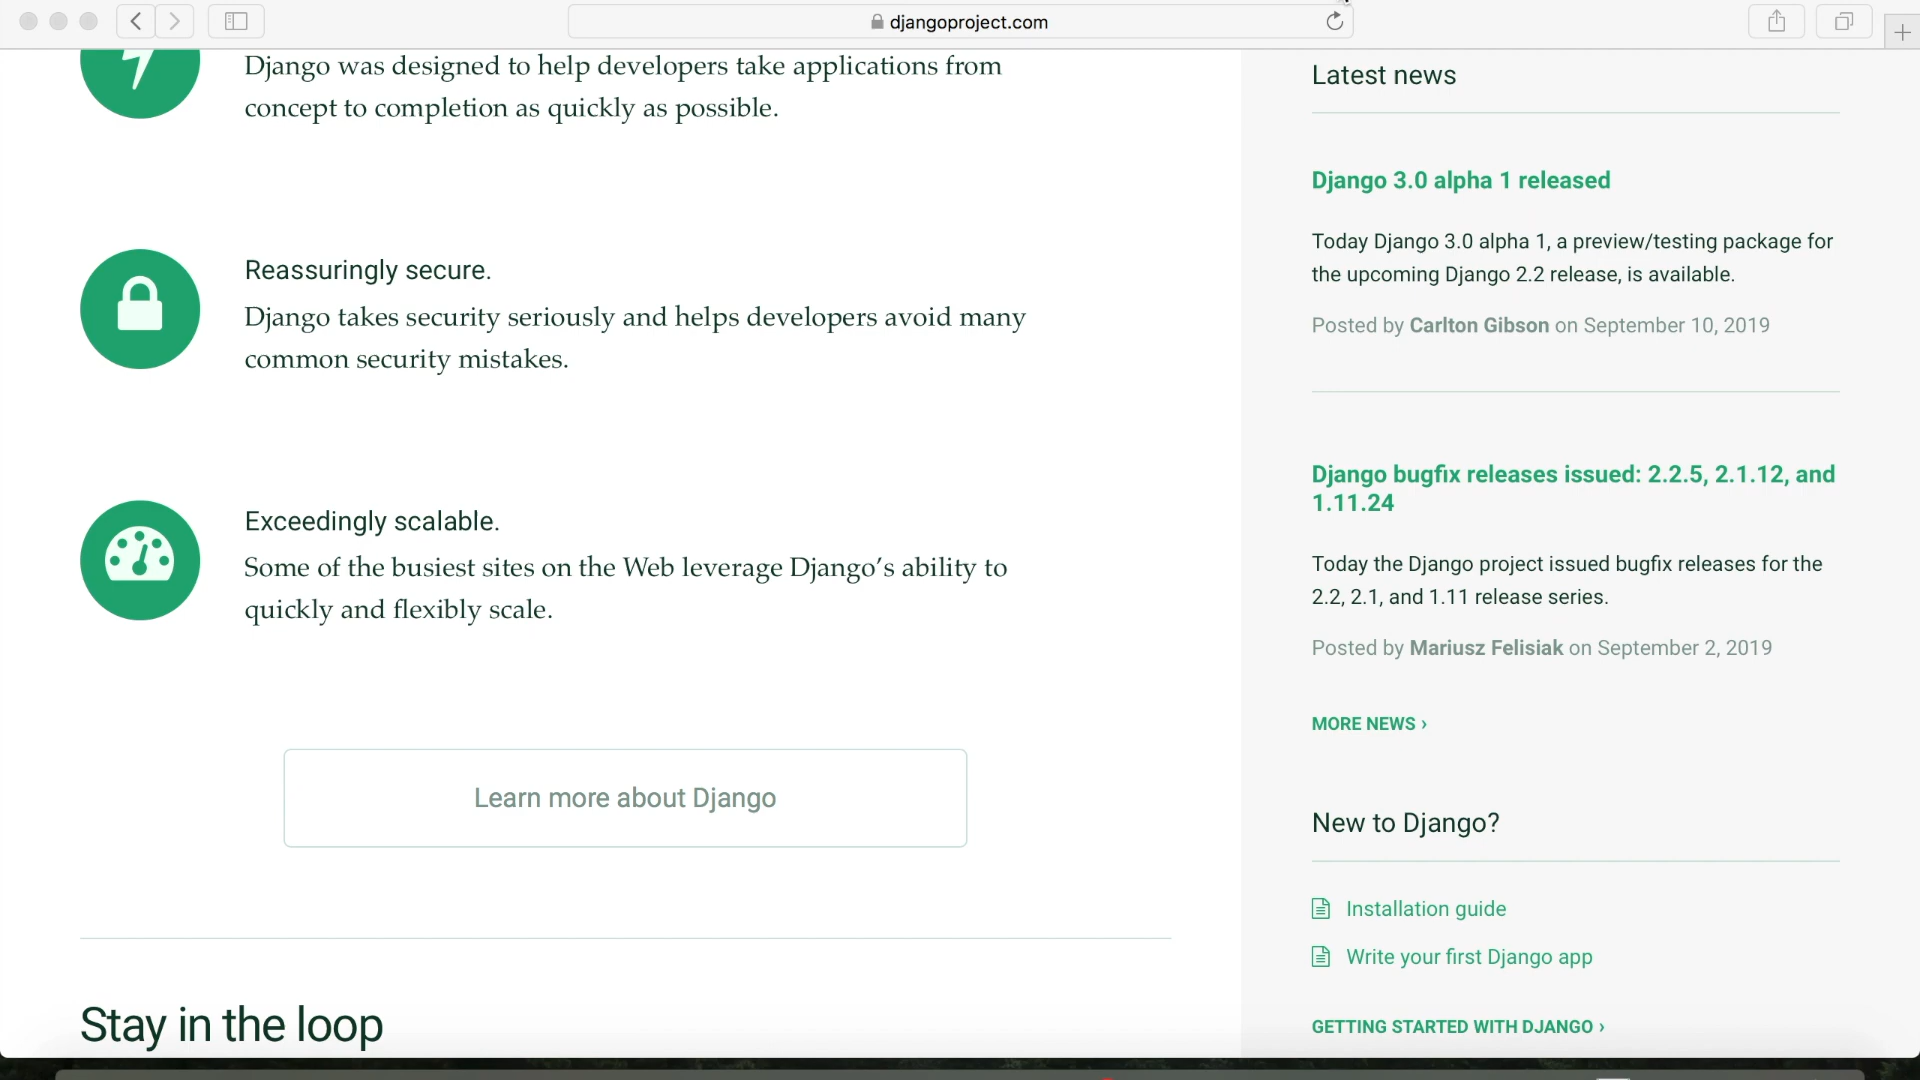 djangoproject.com
Django was designed to help developers take applications from
concept to completion as quickly as possible.
Reassuringly secure.
Django takes security seriously and helps developers avoid many
common security mistakes.
Exceedingly scalable.
Some of the busiest sites on the Web leverage Django’s ability to
quickly and flexibly scale.
Learn more about Django
Stay in the loop
Latest news
Django 3.0 alpha 1 released
Today Django 3.0 alpha 1, a preview/testing package for
the upcoming Django 2.2 release, is available.
Posted by Carlton Gibson on September 10, 2019
Django bugfix releases issued: 2.2.5, 2.1.12, and
1.11.24
Today the Django project issued bugfix releases for the
2.2, 2.1, and 1.11 release series.
Posted by Mariusz Felisiak on September 2, 2019
MORE NEWS ›
New to Django?
Installation guide
Write your first Django app
GETTING STARTED WITH DJANGO ›